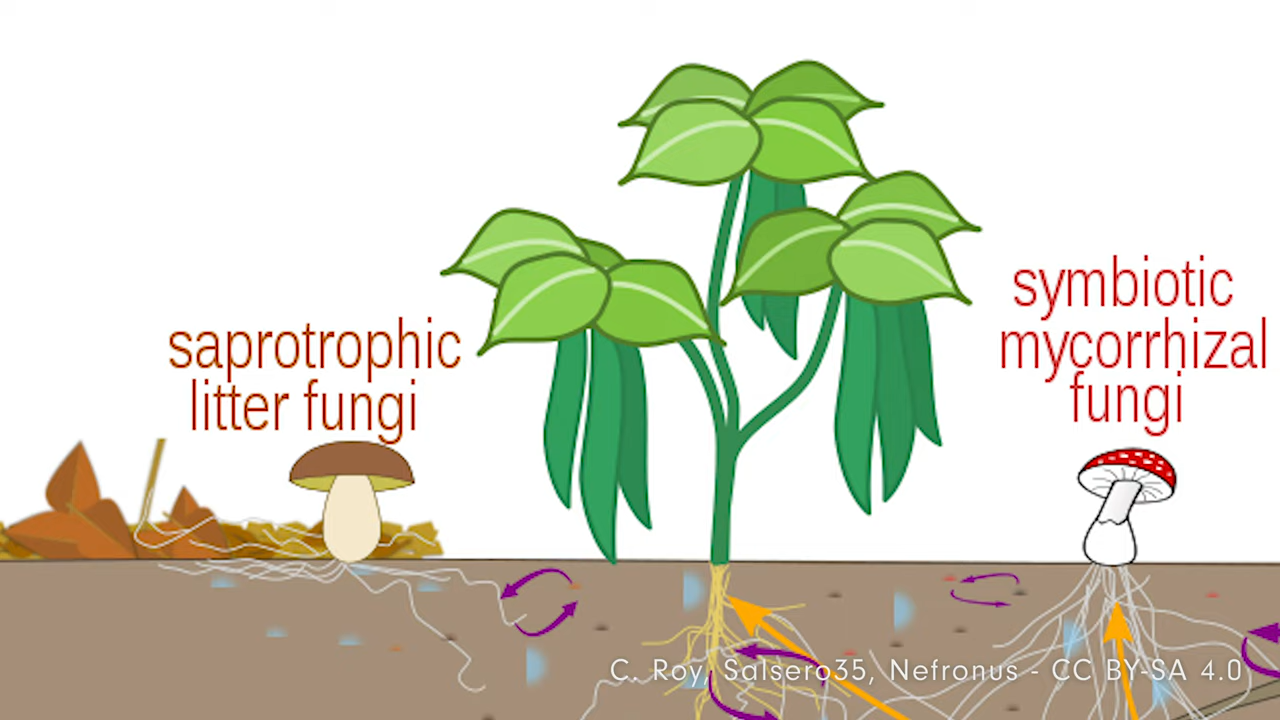 saprotrophic
litter fungi
symbiotic
mycorrhizal
fungi
C. Roy, Salsero35, Nefronus - CC BY-SA 4.0